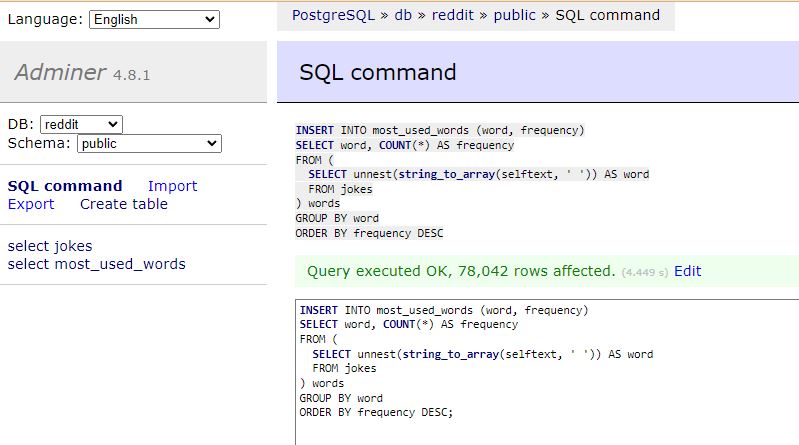 Language: English
PostgreSQL » db » reddit » public » SQL command
Adminer 4.8.1
SQL command
DB: reddit
Schema: public
SQL command Import
Export Create table
select jokes
select most_used_words
INSERT INTO most_used_words (word, frequency)
SELECT word, COUNT(*) AS frequency
FROM (
  SELECT unnest(string_to_array(selftext, ' ')) AS word
  FROM jokes
) words
GROUP BY word
ORDER BY frequency DESC
Query executed OK, 78,042 rows affected. (4.449 s) Edit
INSERT INTO most_used_words (word, frequency)
SELECT word, COUNT(*) AS frequency
FROM (
  SELECT unnest(string_to_array(selftext, ' ')) AS word
  FROM jokes
) words
GROUP BY word
ORDER BY frequency DESC;